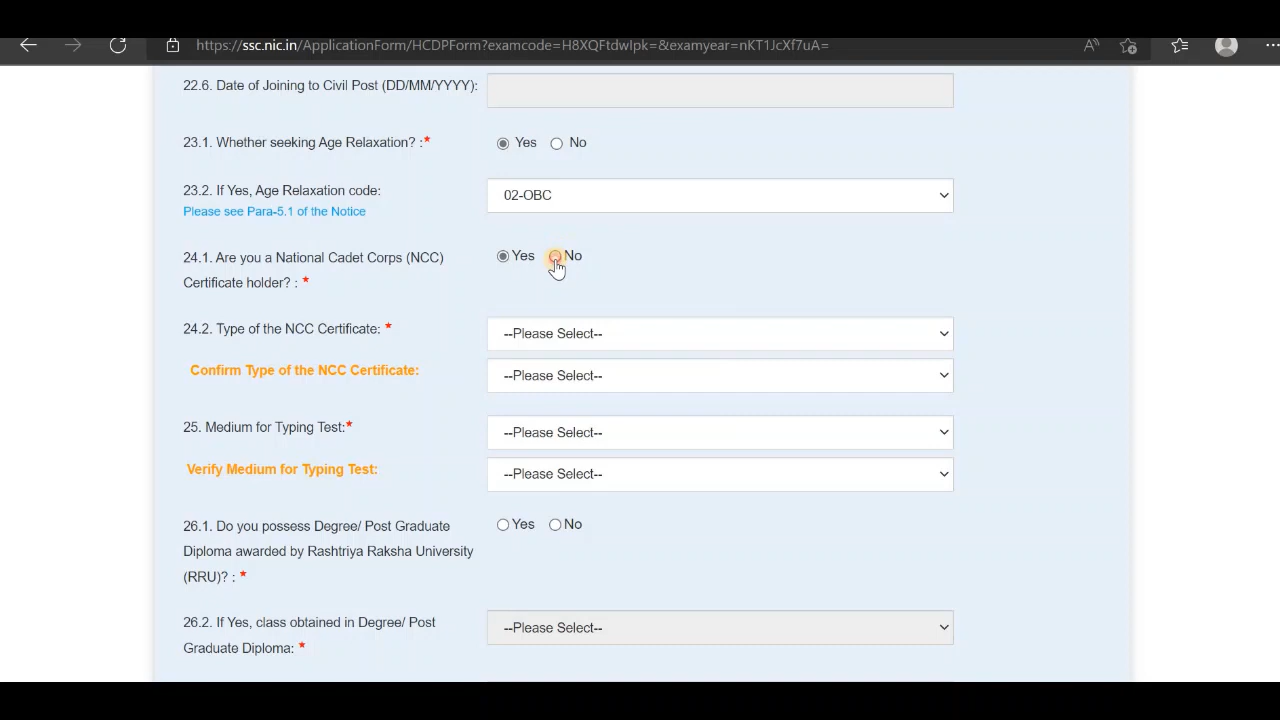 https://ssc.nic.in/ApplicationForm/HCDPForm?examcode=H8XQFtdwIpk=&examyear=nKT1JcXf7uA=
22.6. Date of Joining to Civil Post (DD/MM/YYYY):
23.1. Whether seeking Age Relaxation? :* Yes No
23.2. If Yes, Age Relaxation code: 02-OBC
Please see Para-5.1 of the Notice
24.1. Are you a National Cadet Corps (NCC) Yes No
Certificate holder? : *
24.2. Type of the NCC Certificate: * --Please Select--
Confirm Type of the NCC Certificate: --Please Select--
25. Medium for Typing Test:* --Please Select--
Verify Medium for Typing Test: --Please Select--
26.1. Do you possess Degree/ Post Graduate Yes No
Diploma awarded by Rashtriya Raksha University
(RRU)? : *
26.2. If Yes, class obtained in Degree/ Post --Please Select--
Graduate Diploma: *